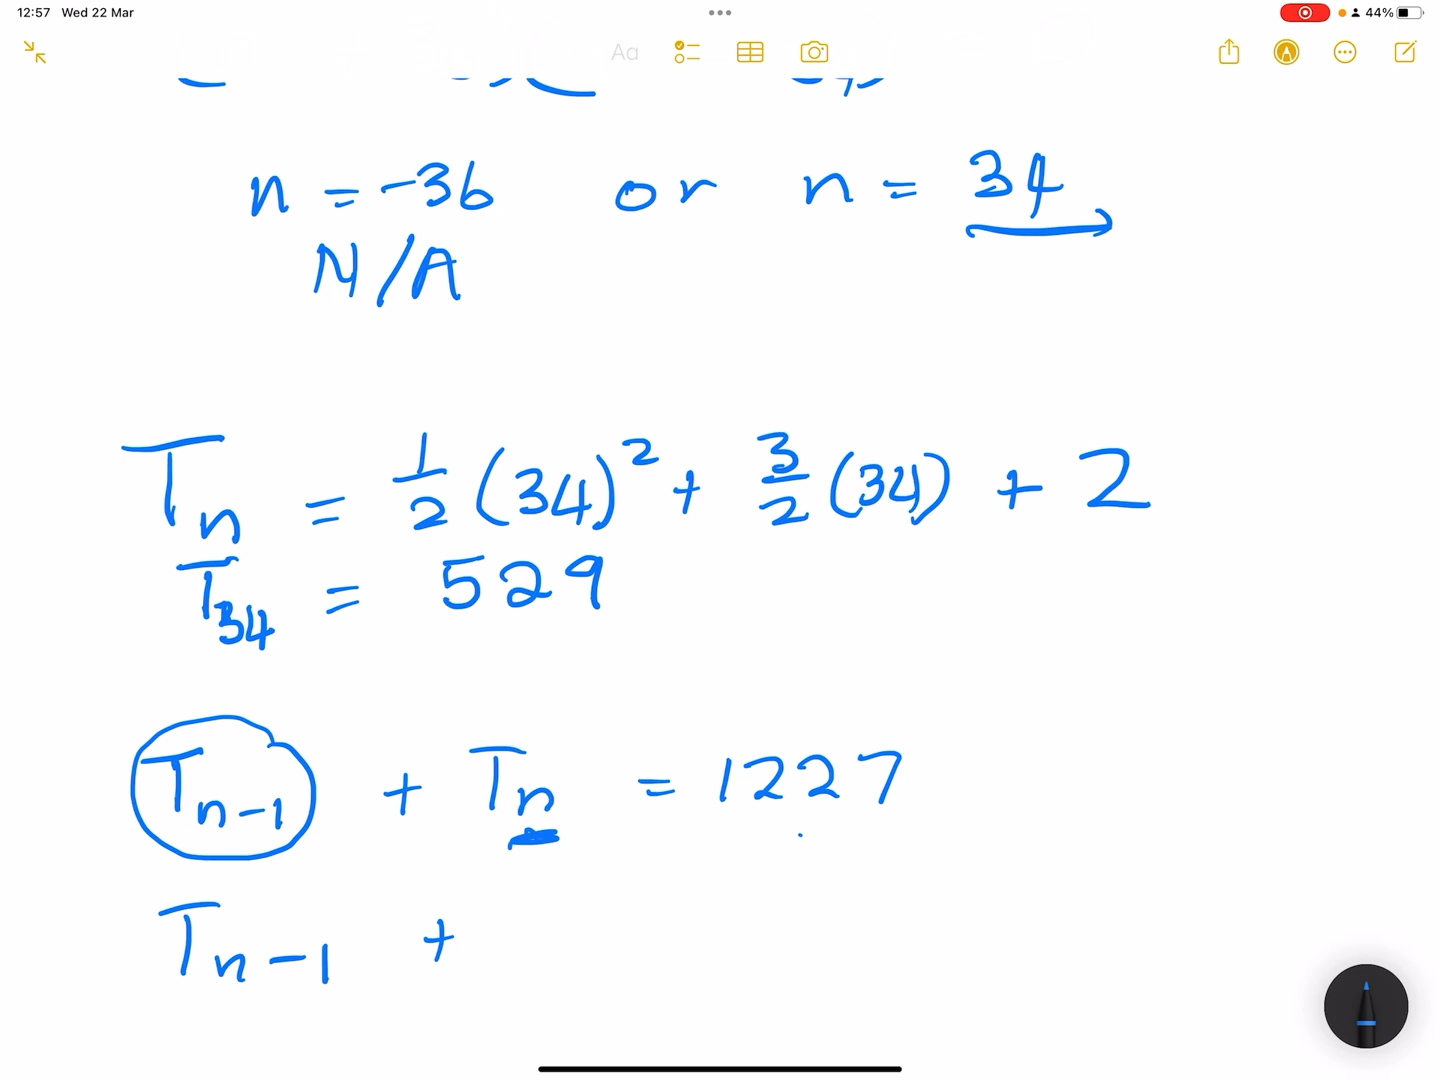 12:57 Wed 22 Mar 44%
Aa
n = -36 or n = 34
N/A
Tₙ = 1/2 (34)² + 3/2 (34) + 2
T₃₄ = 529
Tₙ₋₁ + Tₙ = 1227
Tₙ₋₁ +